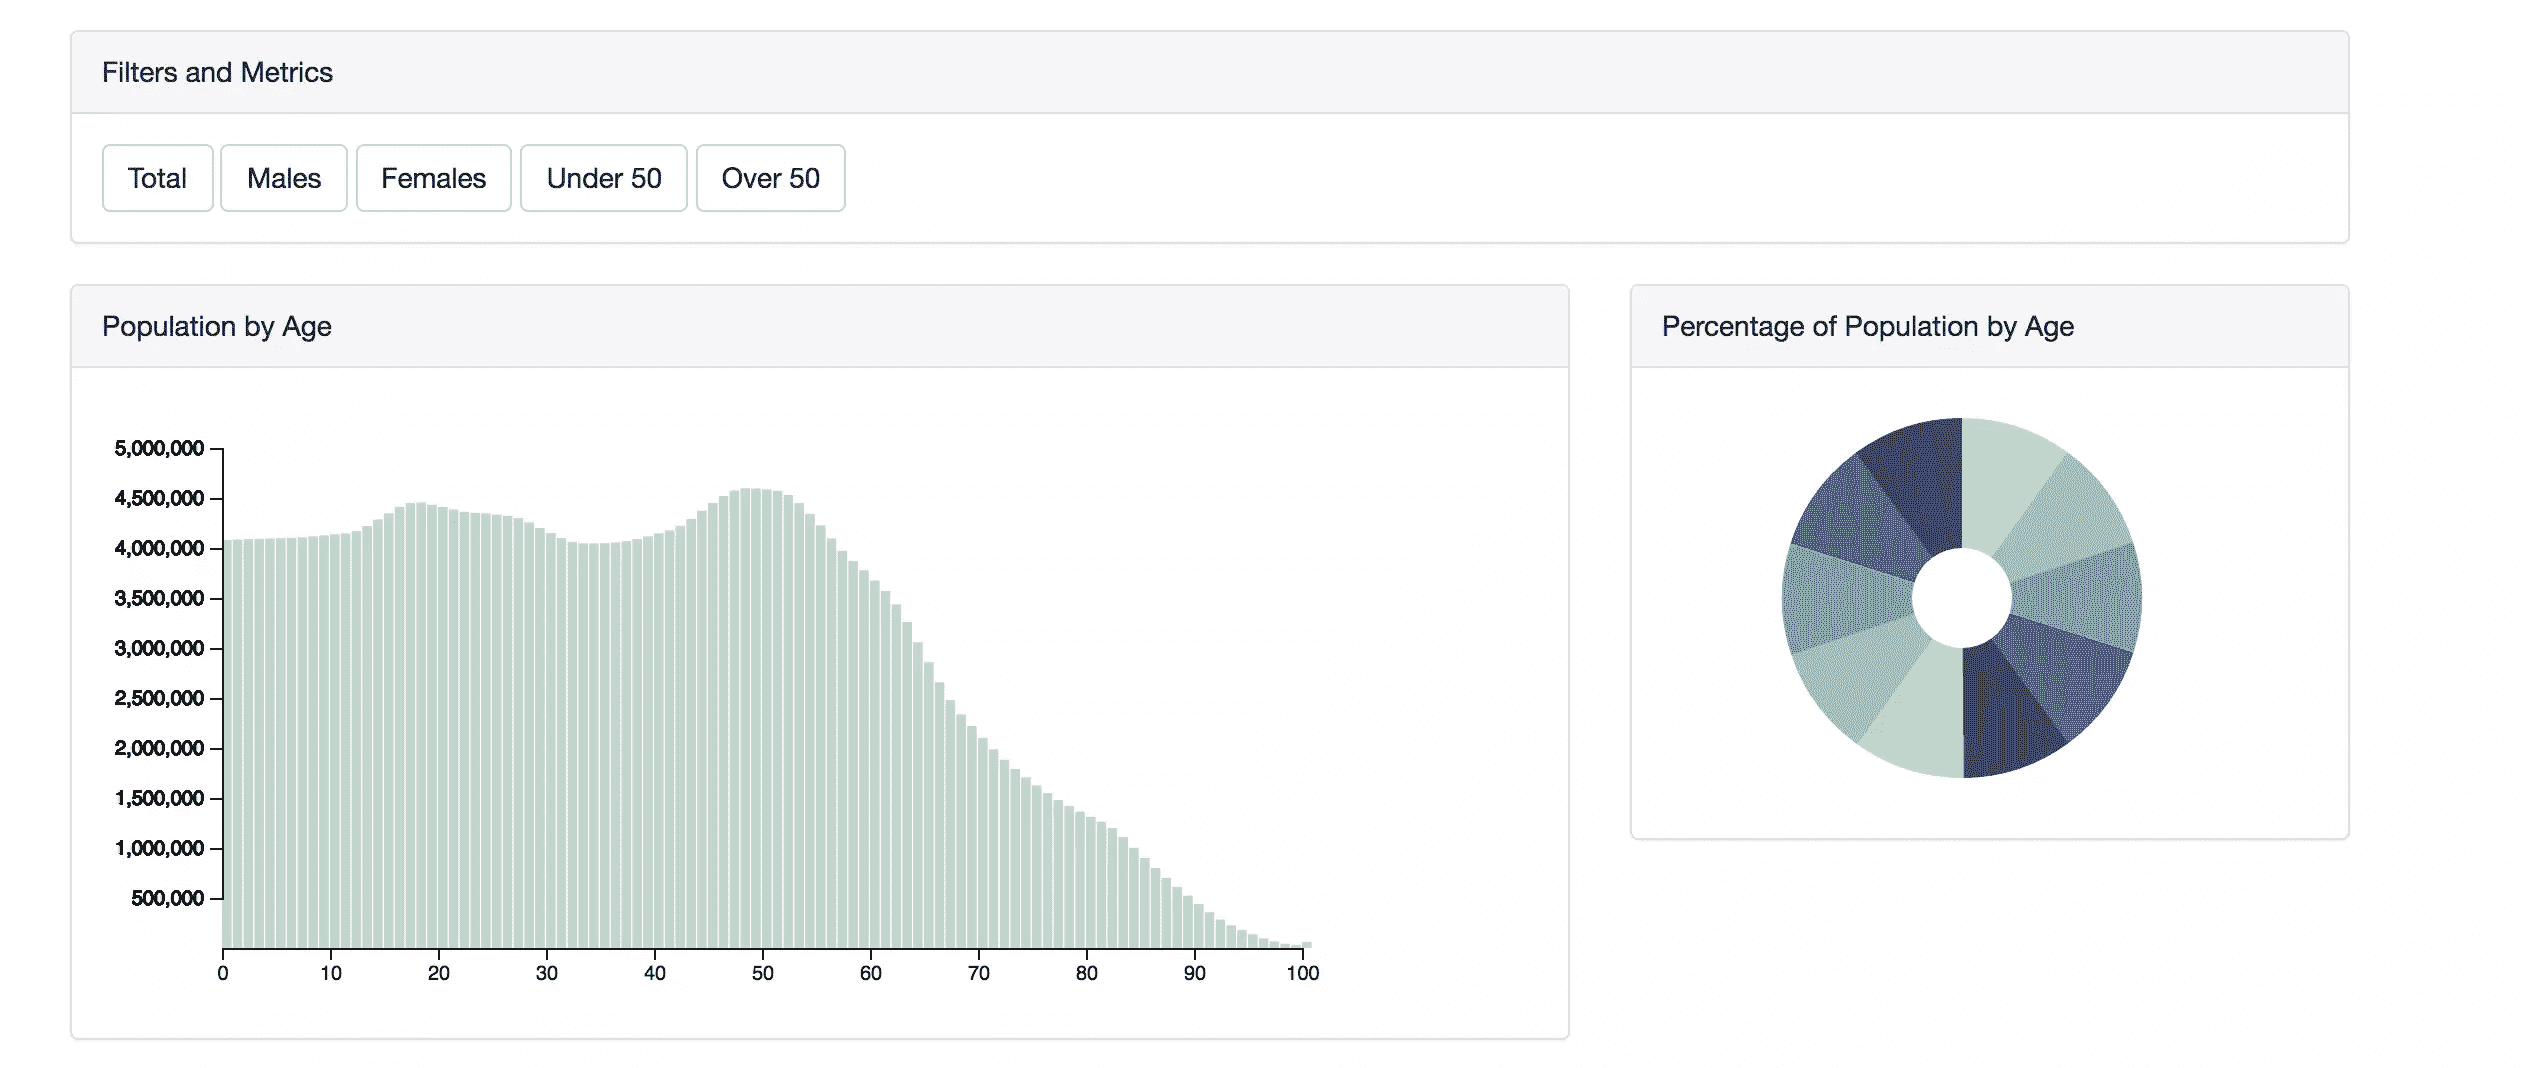 Filters and Metrics
Total Males Females Under 50 Over 50
Population by Age
Percentage of Population by Age
5,000,000
4,500,000
4,000,000
3,500,000
3,000,000
2,500,000
2,000,000
1,500,000
1,000,000
500,000
0 10 20 30 40 50 60 70 80 90 100